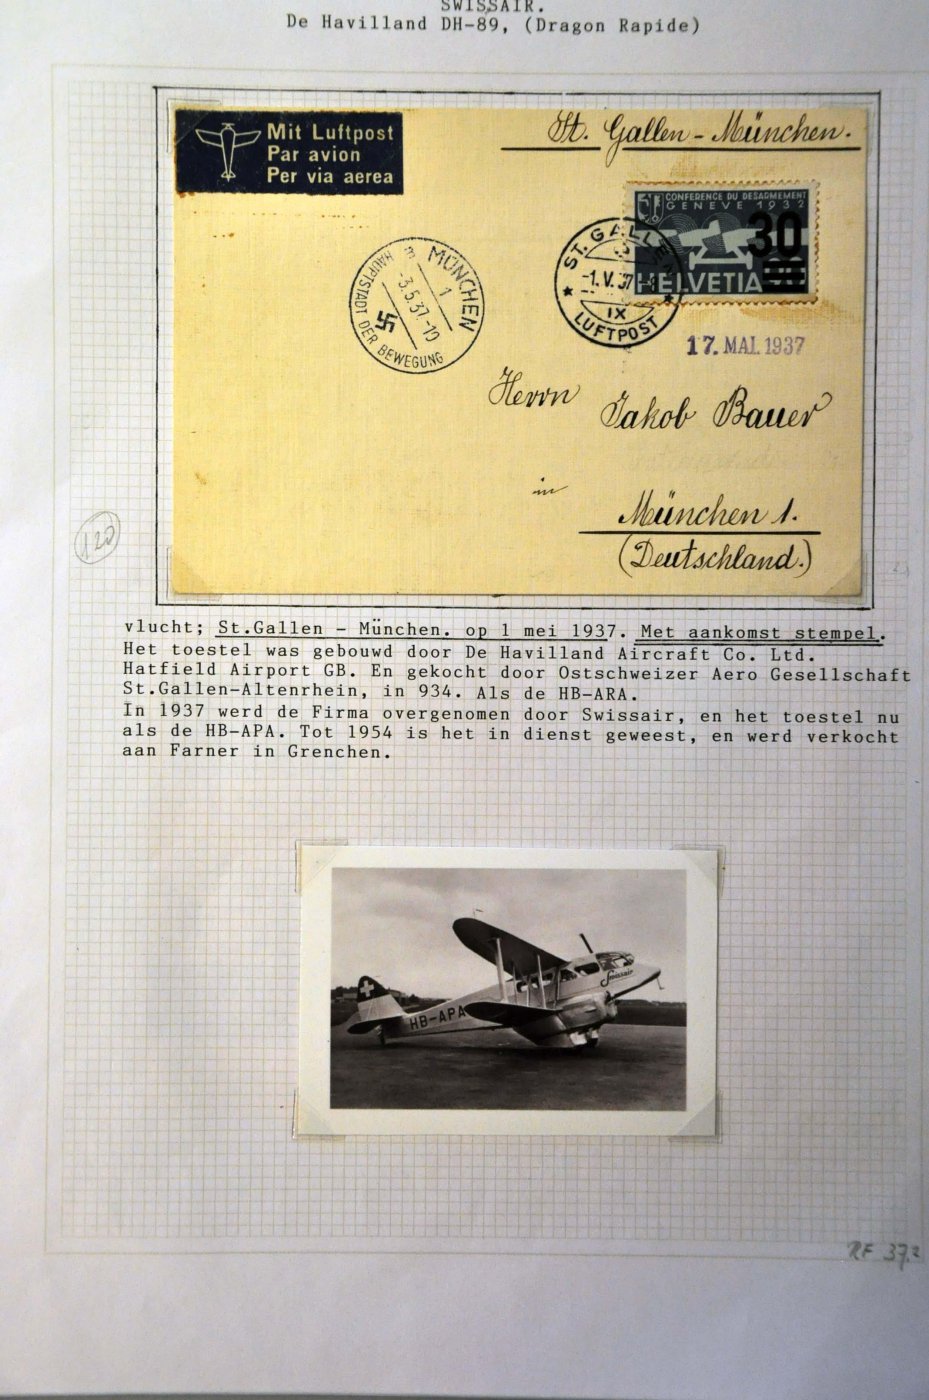 SWISSAIR.
De Havilland DH-89, (Dragon Rapide)
Mit Luftpost
Par avion
Per via aerea
St. Gallen - München.
CONFERENCE DU DESARMEMENT
GENEVE 1932
30
HELVETIA
ST. GALLEN
-1.V.37
IX
LUFTPOST
MÜNCHEN
1
-3.5.37-10
HAUPTSTADT DER BEWEGUNG
17. MAI. 1937
Herrn
Jakob Bauer
in
München 1.
(Deutschland.)
120
vlucht; St.Gallen - München. op 1 mei 1937. Met aankomst stempel.
Het toestel was gebouwd door De Havilland Aircraft Co. Ltd.
Hatfield Airport GB. En gekocht door Ostschweizer Aero Gesellschaft
St.Gallen-Altenrhein, in 934. Als de HB-ARA.
In 1937 werd de Firma overgenomen door Swissair, en het toestel nu
als de HB-APA. Tot 1954 is het in dienst geweest, en werd verkocht
aan Farner in Grenchen.
Swissair
HB-APA
RF 37.2